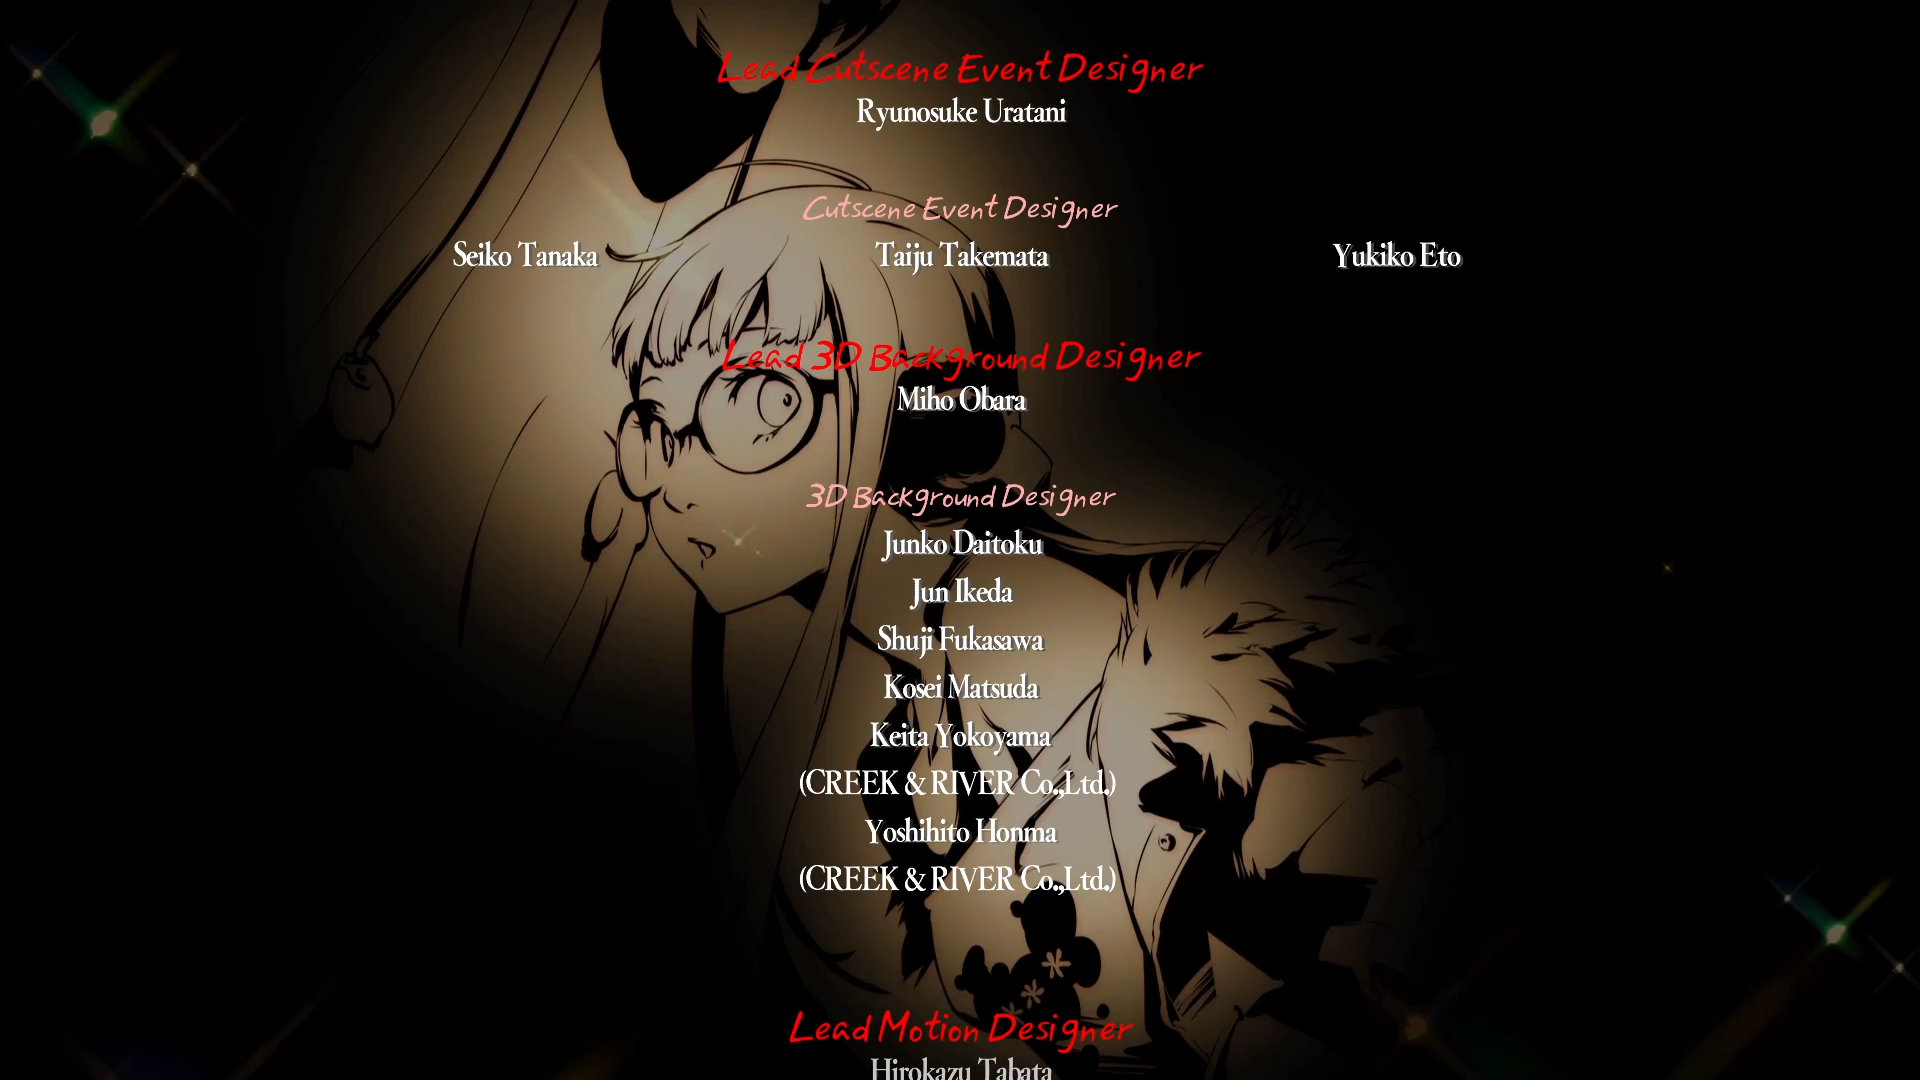 Lead Cutscene Event Designer
Ryunosuke Uratani
Cutscene Event Designer
Seiko Tanaka Taiju Takemata Yukiko Eto
Lead 3D Background Designer
Miho Obara
3D Background Designer
Junko Daitoku
Jun Ikeda
Shuji Fukasawa
Kosei Matsuda
Keita Yokoyama
(CREEK & RIVER Co.,Ltd.)
Yoshihito Honma
(CREEK & RIVER Co.,Ltd.)
Lead Motion Designer
Hirokazu Tabata